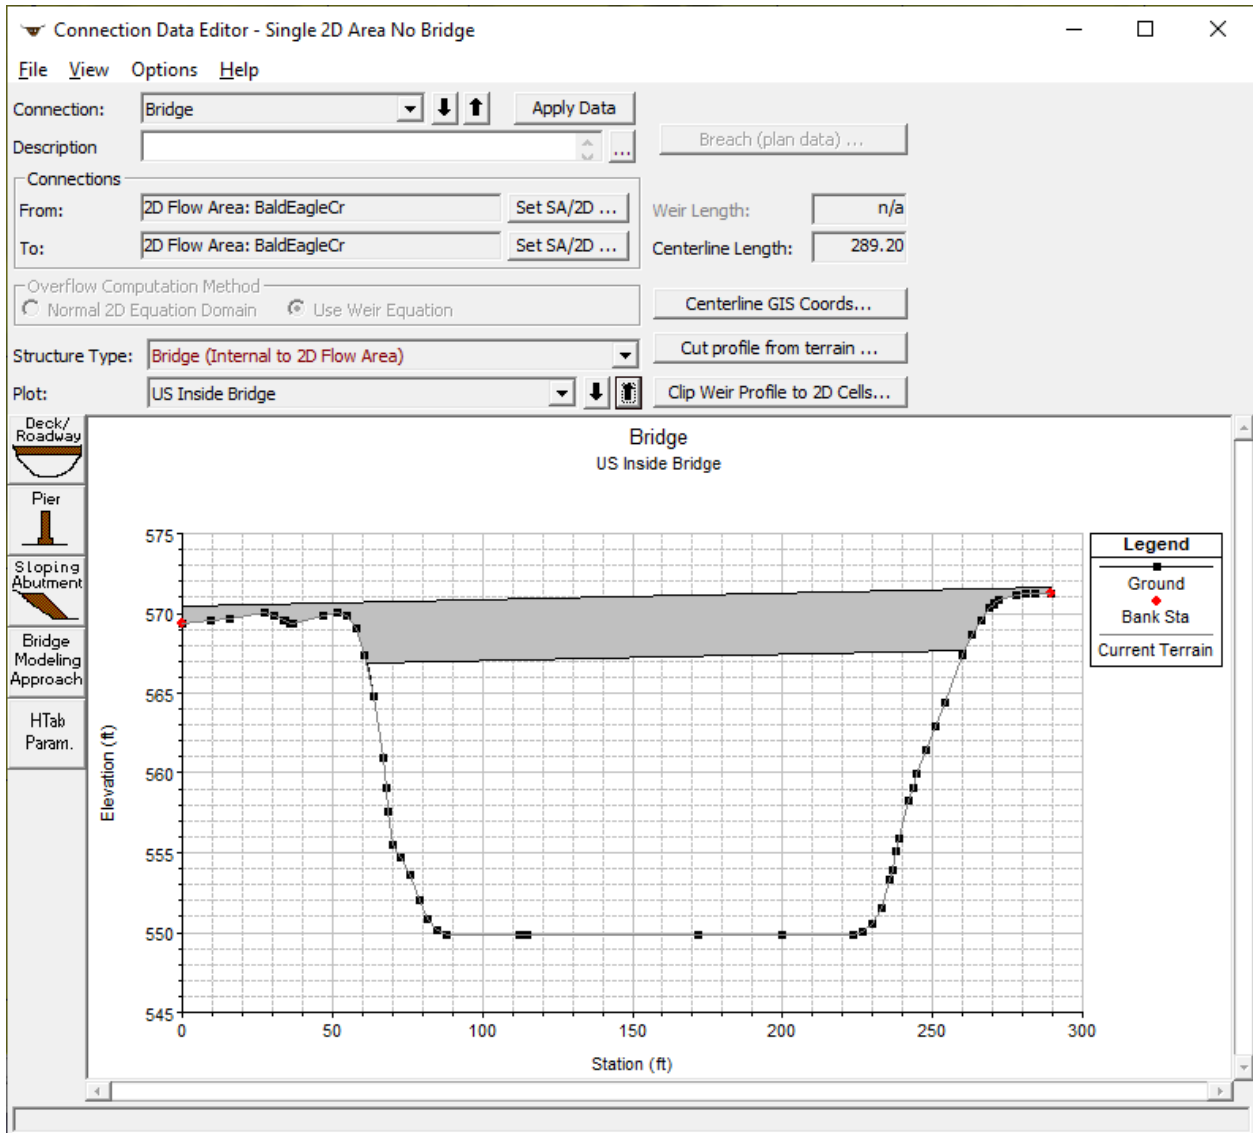 Connection Data Editor - Single 2D Area No Bridge
File View Options Help
Connection: Bridge Apply Data
Description ... Breach (plan data) ...
Connections
From: 2D Flow Area: BaldEagleCr Set SA/2D ... Weir Length: n/a
To: 2D Flow Area: BaldEagleCr Set SA/2D ... Centerline Length: 289.20
Overflow Computation Method
Normal 2D Equation Domain Use Weir Equation
Centerline GIS Coords...
Structure Type: Bridge (Internal to 2D Flow Area) Cut profile from terrain ...
Plot: US Inside Bridge Clip Weir Profile to 2D Cells...
Deck/
Roadway
Pier
Sloping
Abutment
Bridge
Modeling
Approach
HTab
Param.
Bridge
US Inside Bridge
575
570
565
560
555
550
545
Elevation (ft)
0 50 100 150 200 250 300
Station (ft)
Legend
Ground
Bank Sta
Current Terrain